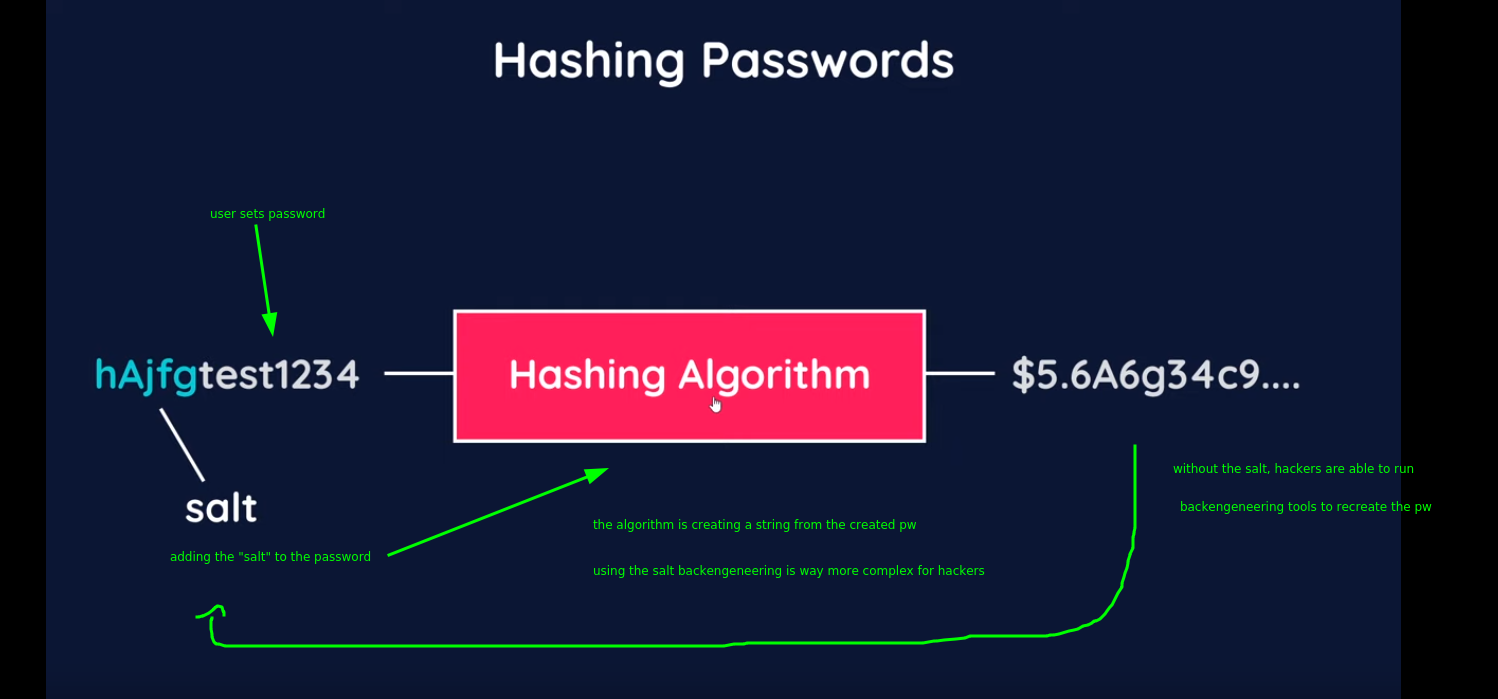 Hashing Passwords
user sets password
hAjfgtest1234
Hashing Algorithm
$5.6A6g34c9....
salt
adding the "salt" to the password
the algorithm is creating a string from the created pw
using the salt backengeneering is way more complex for hackers
without the salt, hackers are able to run
backengeneering tools to recreate the pw